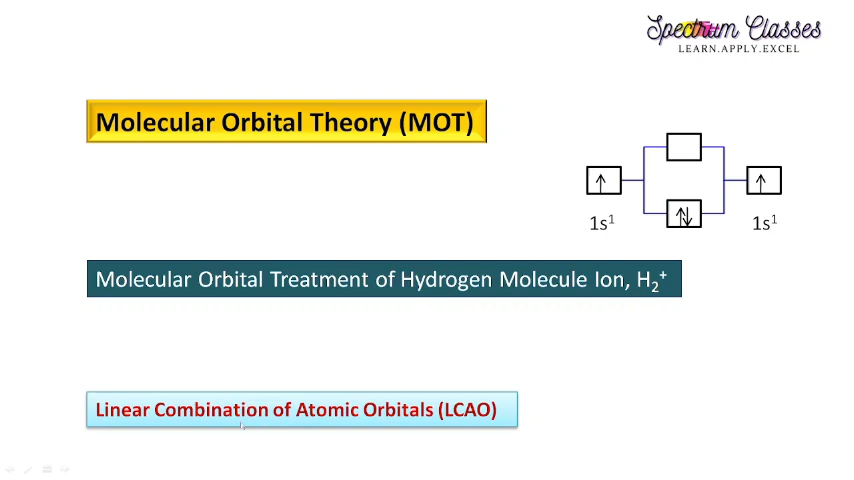 Spectrum Classes
LEARN.APPLY.EXCEL
Molecular Orbital Theory (MOT)
1s¹ 1s¹
Molecular Orbital Treatment of Hydrogen Molecule Ion, H₂⁺
Linear Combination of Atomic Orbitals (LCAO)